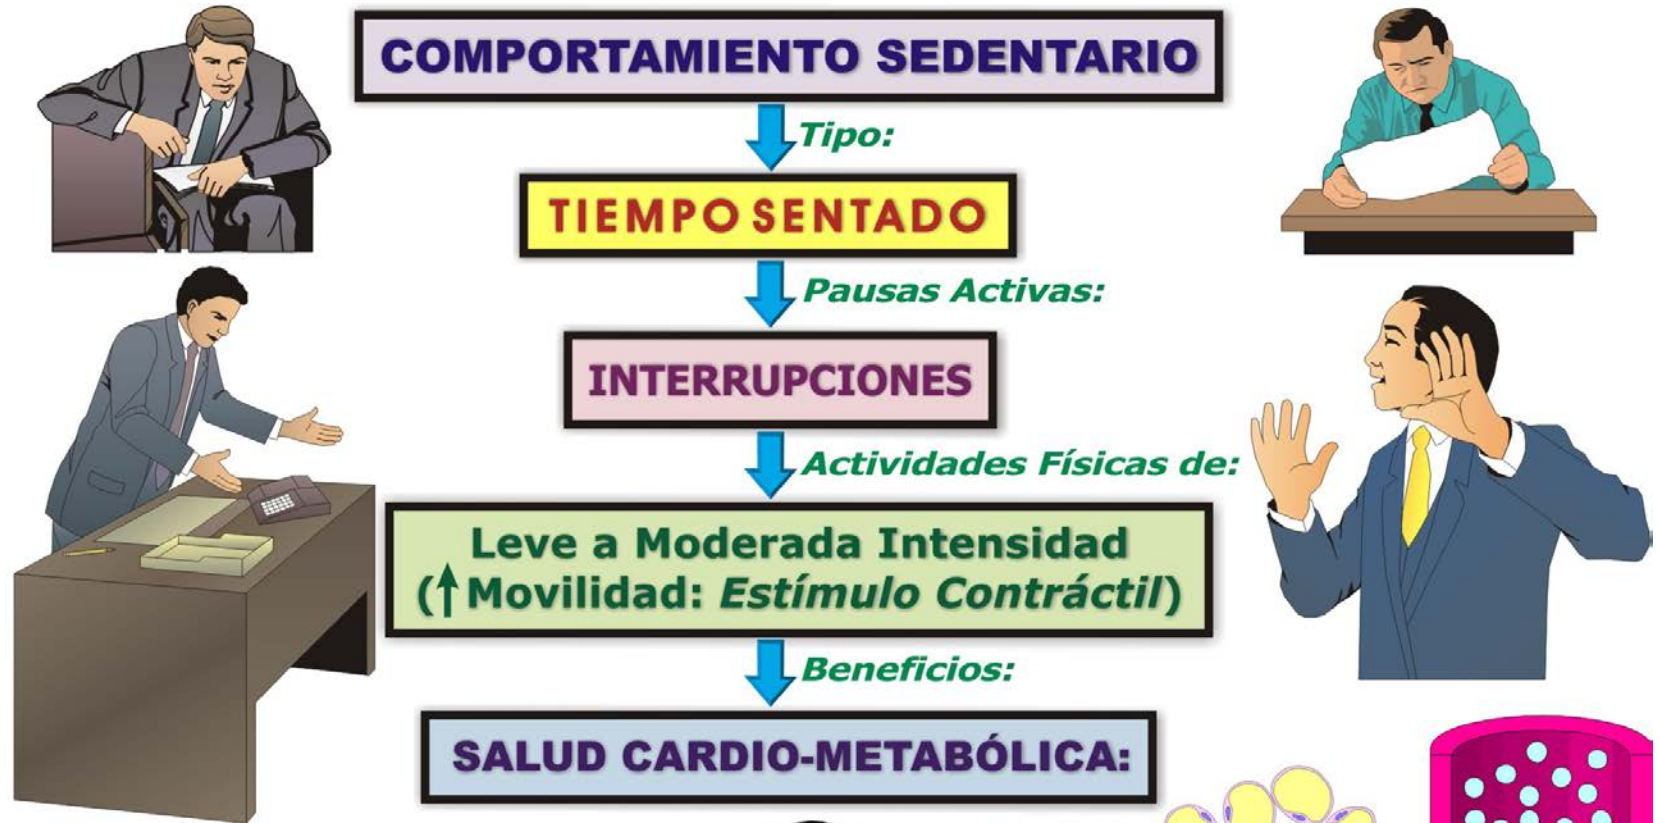 COMPORTAMIENTO SEDENTARIO
Tipo:
TIEMPO SENTADO
Pausas Activas:
INTERRUPCIONES
Actividades Físicas de:
Leve a Moderada Intensidad
(↑Movilidad: Estímulo Contráctil)
Beneficios:
SALUD CARDIO-METABÓLICA: